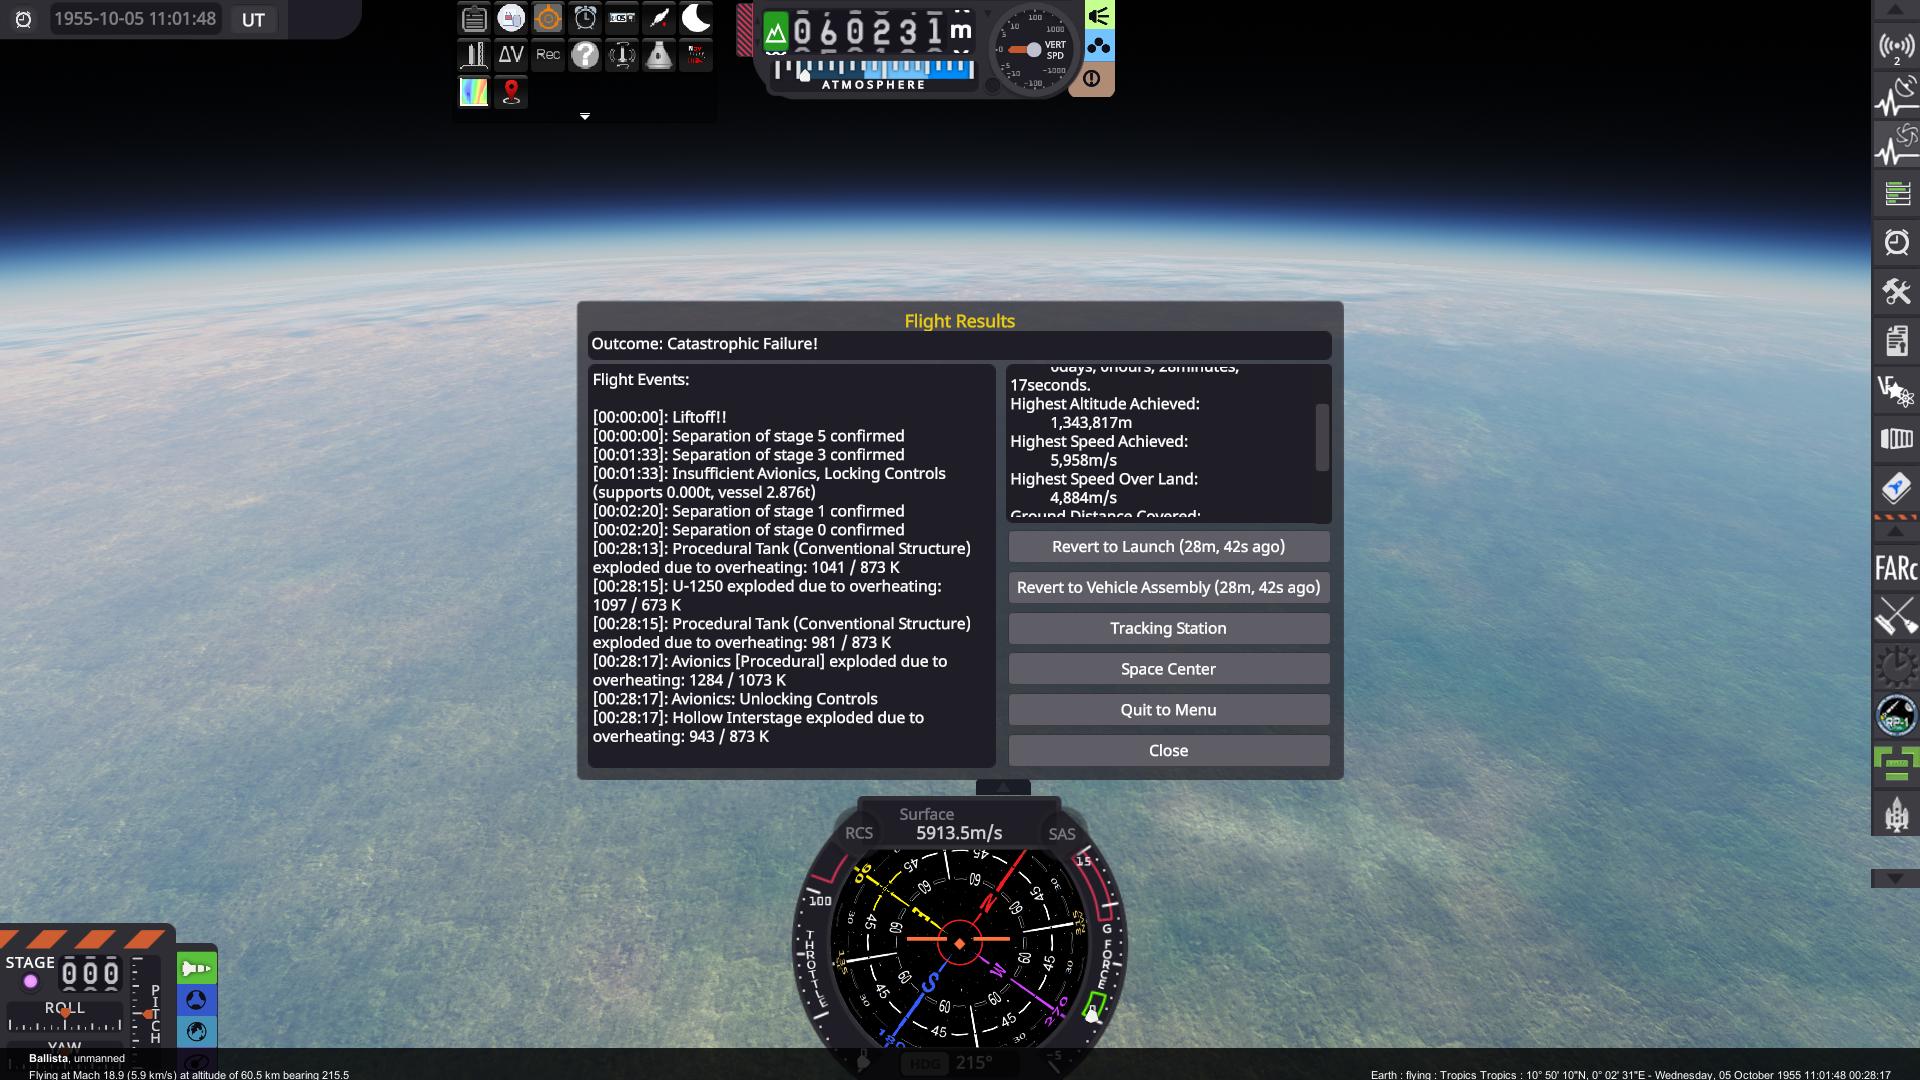 1955-10-05 11:01:48 UT
ΔV
Rec
060231 m
ATMOSPHERE
VERT
SPD
2
FARc
Flight Results
Outcome: Catastrophic Failure!
Flight Events:
[00:00:00]: Liftoff!!
[00:00:00]: Separation of stage 5 confirmed
[00:01:33]: Separation of stage 3 confirmed
[00:01:33]: Insufficient Avionics, Locking Controls
(supports 0.000t, vessel 2.876t)
[00:02:20]: Separation of stage 1 confirmed
[00:02:20]: Separation of stage 0 confirmed
[00:28:13]: Procedural Tank (Conventional Structure)
exploded due to overheating: 1041 / 873 K
[00:28:15]: U-1250 exploded due to overheating:
1097 / 673 K
[00:28:15]: Procedural Tank (Conventional Structure)
exploded due to overheating: 981 / 873 K
[00:28:17]: Avionics [Procedural] exploded due to
overheating: 1284 / 1073 K
[00:28:17]: Avionics: Unlocking Controls
[00:28:17]: Hollow Interstage exploded due to
overheating: 943 / 873 K
0days, 0hours, 28minutes,
17seconds.
Highest Altitude Achieved:
1,343,817m
Highest Speed Achieved:
5,958m/s
Highest Speed Over Land:
4,884m/s
Ground Distance Covered:
Revert to Launch (28m, 42s ago)
Revert to Vehicle Assembly (28m, 42s ago)
Tracking Station
Space Center
Quit to Menu
Close
Surface
RCS 5913.5m/s SAS
100
15
THROTTLE
G FORCE
N
S
W
270
-5
HDG 215°
STAGE 000
ROLL
YAW
PITCH
Ballista, unmanned
Flying at Mach 18.9 (5.9 km/s) at altitude of 60.5 km bearing 215.5
Earth : flying : Tropics Tropics : 10° 50' 10"N, 0° 02' 31"E - Wednesday, 05 October 1955 11:01:48 00:28:17